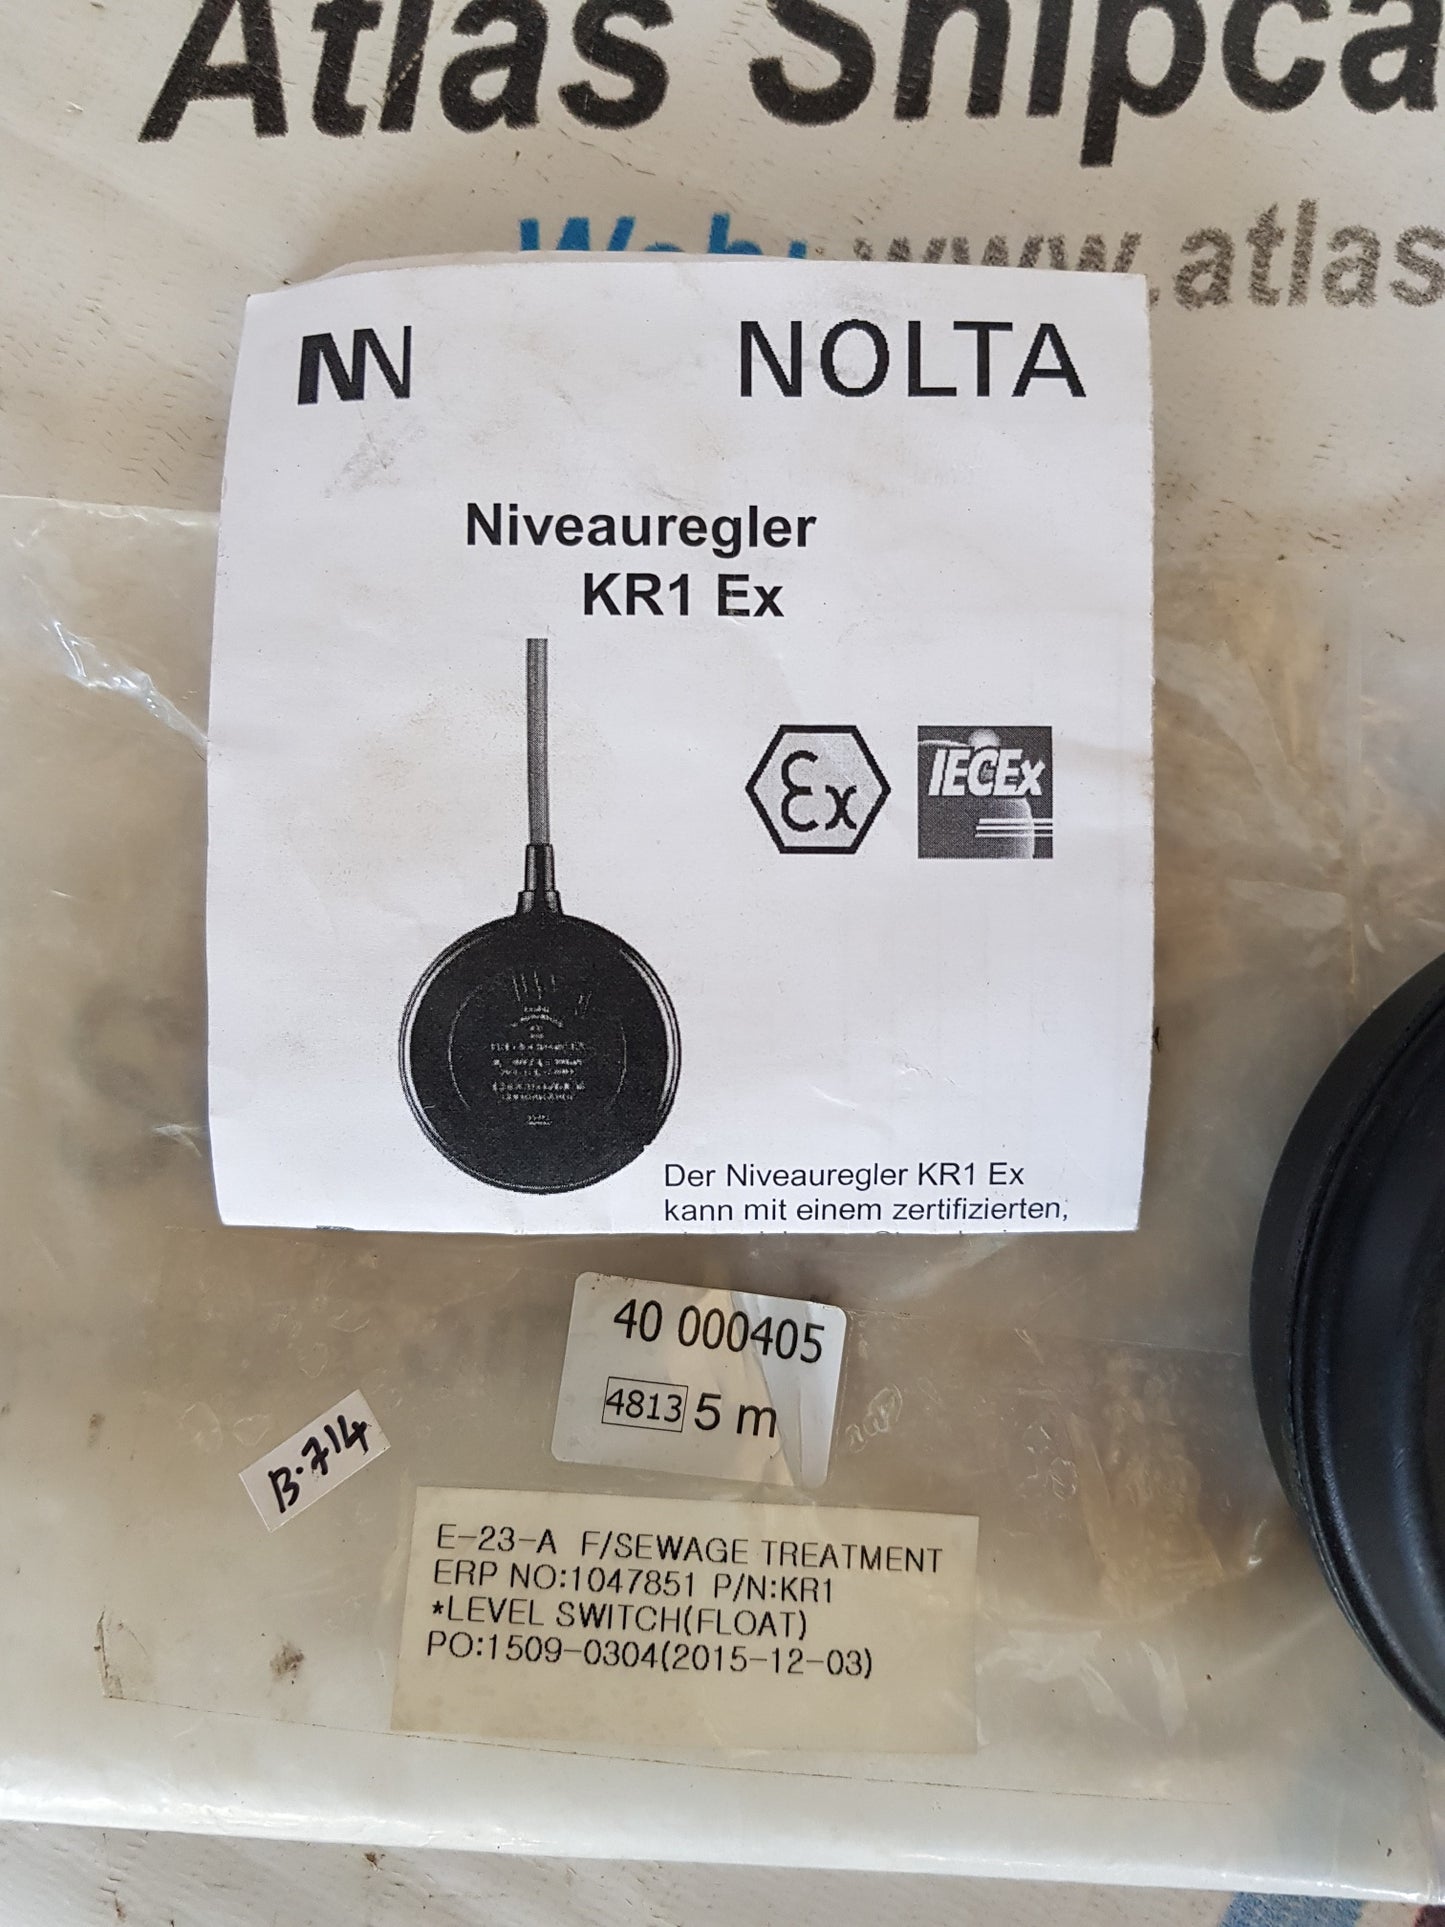 Atlas Shipca
Web: www.atlas
NOLTA
Niveauregler
KR1 Ex
Ex
IECEx
Der Niveauregler KR1 Ex
kann mit einem zertifizierten,
40 000405
4813 5 m
B.714
E-23-A F/SEWAGE TREATMENT
ERP NO:1047851 P/N:KR1
*LEVEL SWITCH(FLOAT)
PO:1509-0304(2015-12-03)